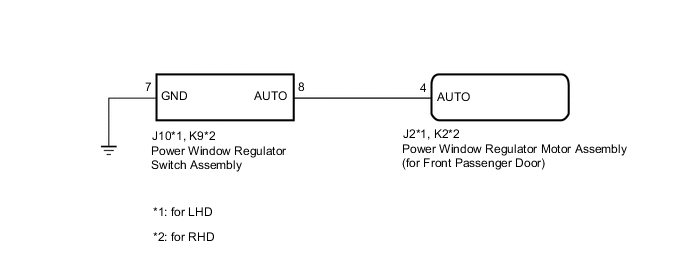 7
GND
AUTO
8
4
AUTO
J10*1, K9*2
Power Window Regulator
Switch Assembly
J2*1, K2*2
Power Window Regulator Motor Assembly
(for Front Passenger Door)
*1: for LHD
*2: for RHD